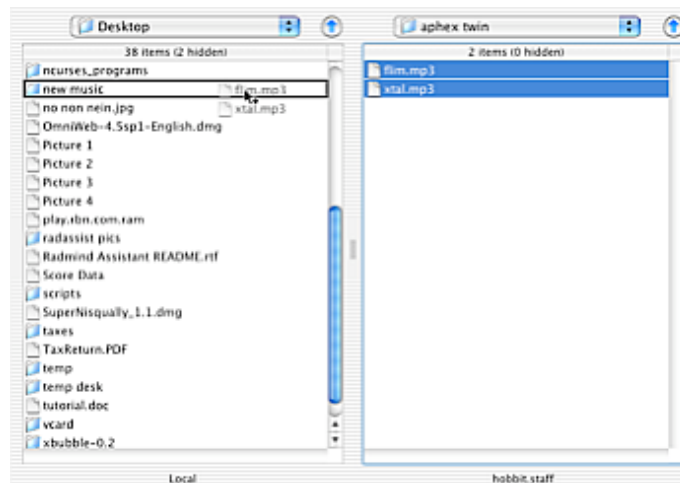 Desktop
38 items (2 hidden)
ncurses_programs
new music
flim.mp3
no non nein.jpg
xtal.mp3
OmniWeb-4.5sp1-English.dmg
Picture 1
Picture 2
Picture 3
Picture 4
play.rbn.com.ram
radassist pics
Radmind Assistant README.rtf
Score Data
scripts
SuperNisqually_1.1.dmg
taxes
TaxReturn.PDF
temp
temp desk
tutorial.doc
vcard
xbubble-0.2
Local
aphex twin
2 items (0 hidden)
flim.mp3
xtal.mp3
hobbit.staff